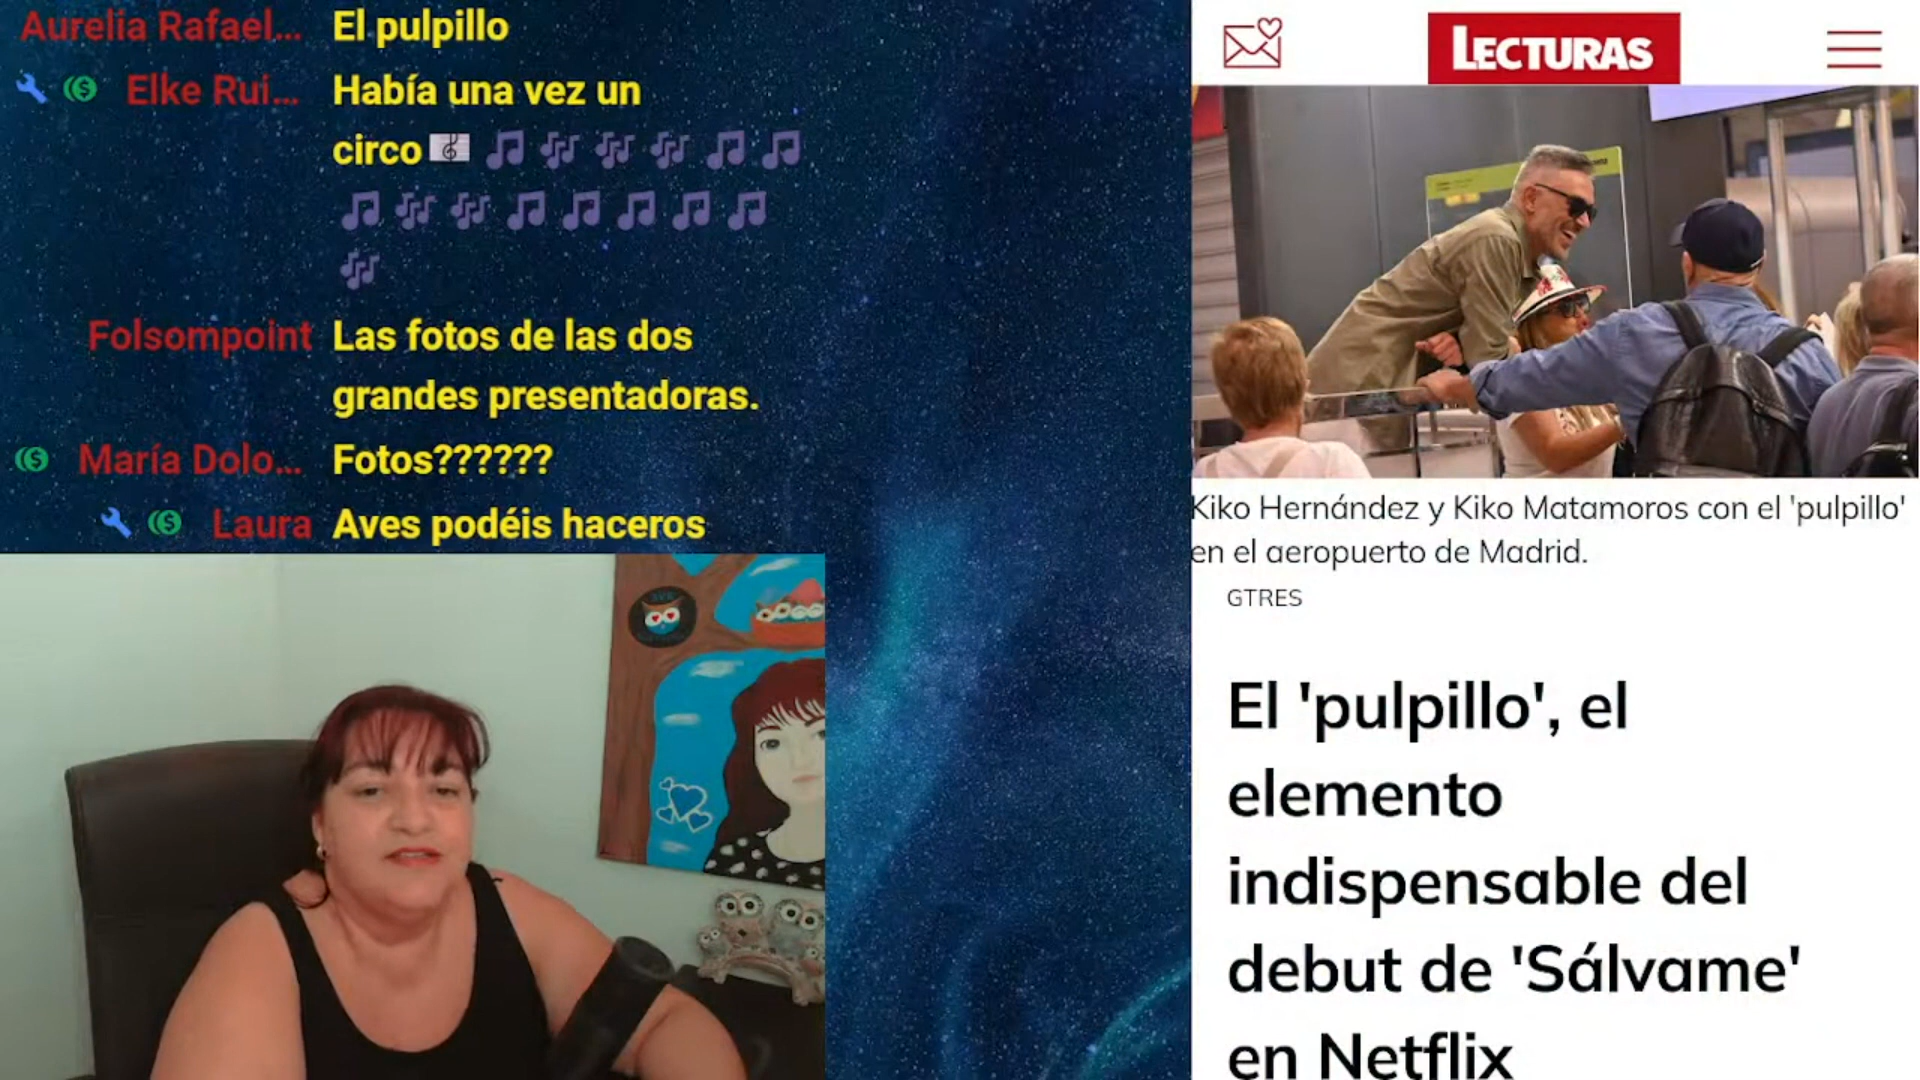 Aurelia Rafael... El pulpillo
Elke Rui... Había una vez un
circo
Folsompoint Las fotos de las dos
grandes presentadoras.
María Dolo... Fotos??????
Laura Aves podéis haceros
LECTURAS
Kiko Hernández y Kiko Matamoros con el 'pulpillo'
en el aeropuerto de Madrid.
GTRES
El 'pulpillo', el
elemento
indispensable del
debut de 'Sálvame'
en Netflix